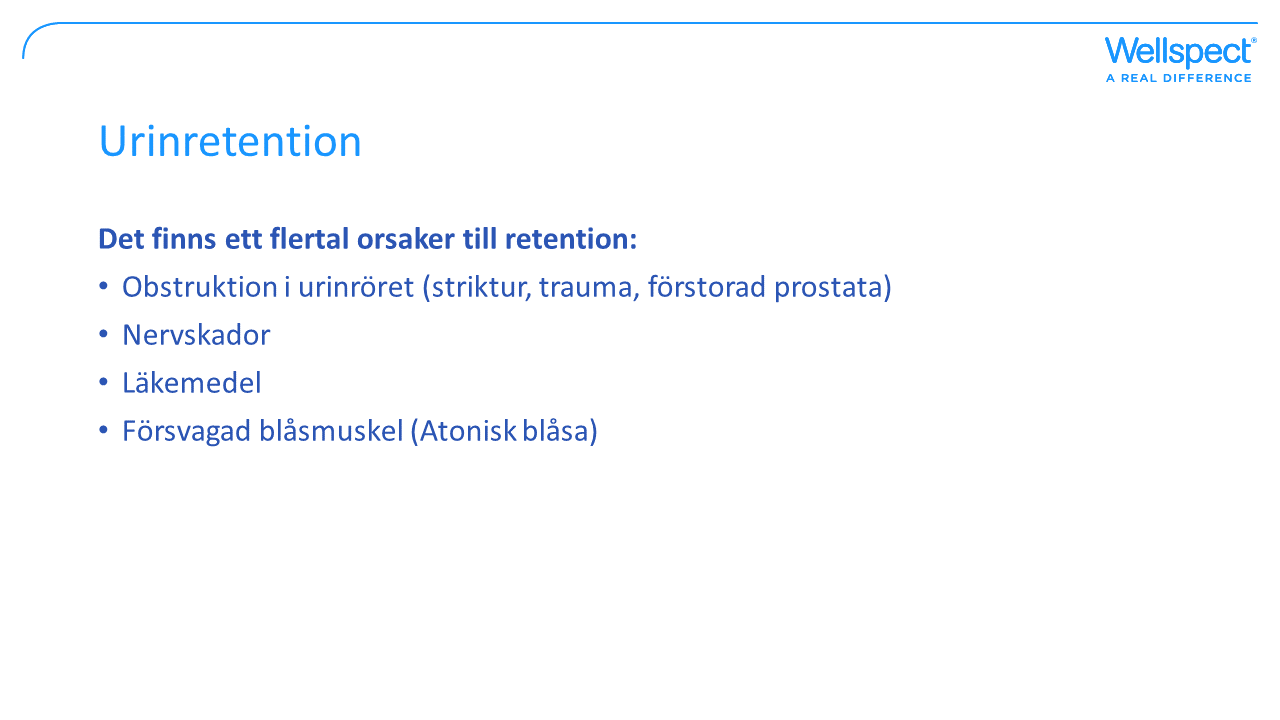 Wellspect®
A REAL DIFFERENCE
Urinretention
Det finns ett flertal orsaker till retention:
• Obstruktion i urinröret (striktur, trauma, förstorad prostata)
• Nervskador
• Läkemedel
• Försvagad blåsmuskel (Atonisk blåsa)